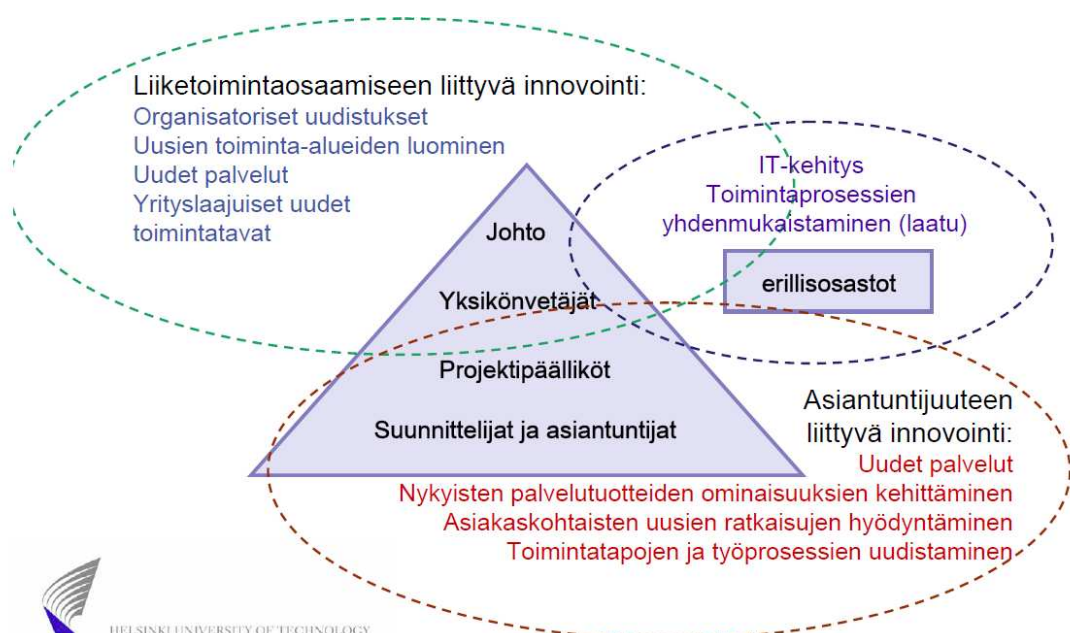 Liiketoimintaosaamiseen liittyvä innovointi:
Organisatoriset uudistukset
Uusien toiminta-alueiden luominen
Uudet palvelut
Yrityslaajuiset uudet
toimintatavat
IT-kehitys
Toimintaprosessien
yhdenmukaistaminen (laatu)
erillisosastot
Johto
Yksikönvetäjät
Projektipäälliköt
Suunnittelijat ja asiantuntijat
Asiantuntijuuteen
liittyvä innovointi:
Uudet palvelut
Nykyisten palvelutuotteiden ominaisuuksien kehittäminen
Asiakaskohtaisten uusien ratkaisujen hyödyntäminen
Toimintatapojen ja työprosessien uudistaminen
HELSINKI UNIVERSITY OF TECHNOLOGY